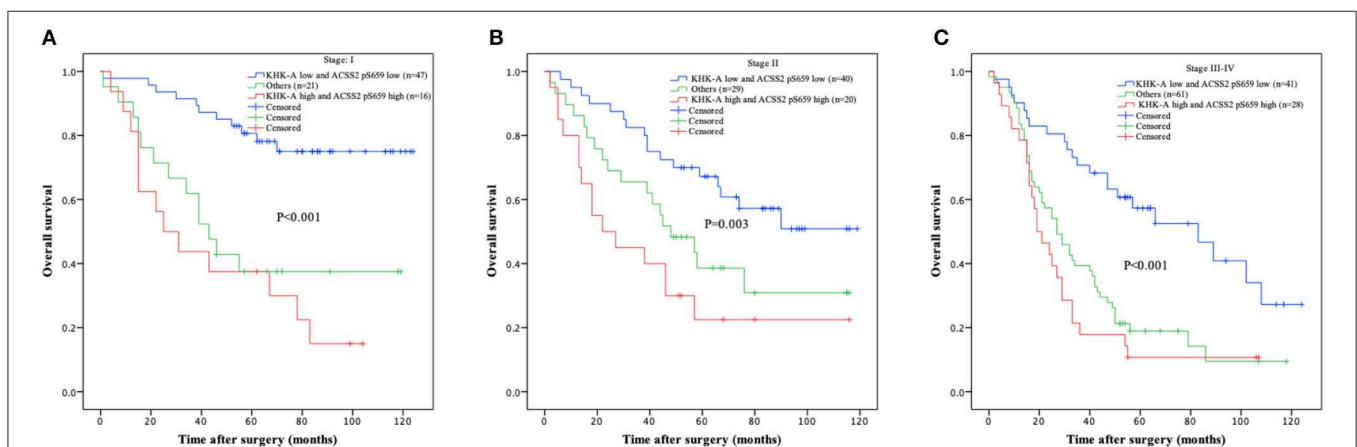 A
Stage: I
KHK-A low and ACSS2 pS659 low (n=47)
Others (n=21)
KHK-A high and ACSS2 pS659 high (n=16)
Censored
Censored
Censored
P<0.001
Overall survival
1.0
0.8
0.6
0.4
0.2
0.0
0 20 40 60 80 100 120
Time after surgery (months)
B
Stage II
KHK-A low and ACSS2 pS659 low (n=40)
Others (n=29)
KHK-A high and ACSS2 pS659 high (n=20)
Censored
Censored
Censored
P=0.003
Overall survival
1.0
0.8
0.6
0.4
0.2
0.0
0 20 40 60 80 100 120
Time after surgery (months)
C
Stage III-IV
KHK-A low and ACSS2 pS659 low (n=41)
Others (n=61)
KHK-A high and ACSS2 pS659 high (n=28)
Censored
Censored
Censored
P<0.001
Overall survival
1.0
0.8
0.6
0.4
0.2
0.0
0 20 40 60 80 100 120
Time after surgery (months)